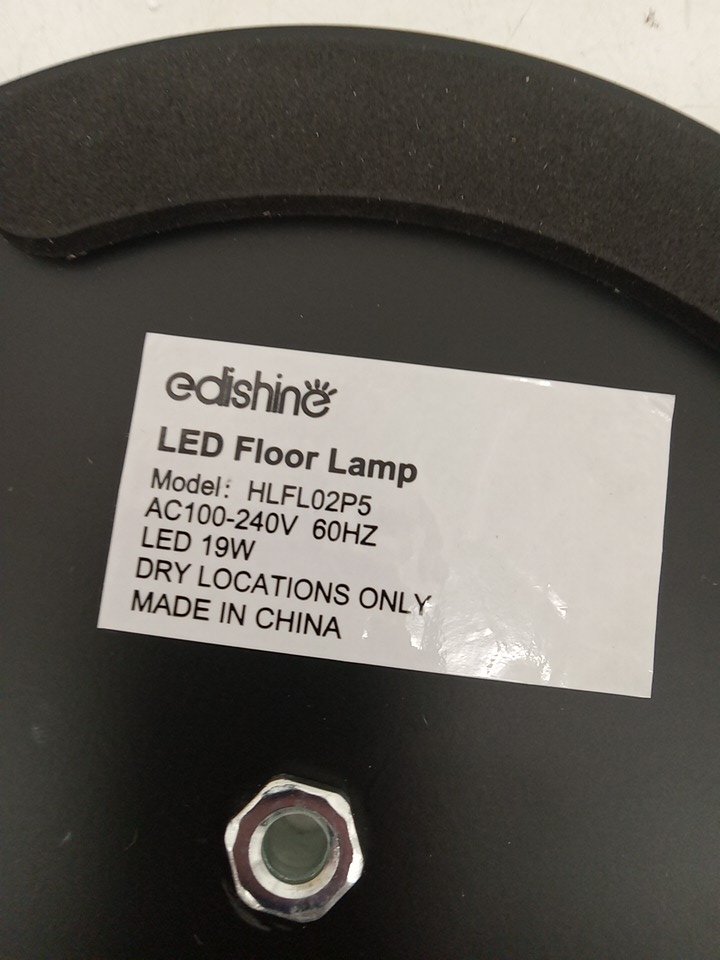 edishine
LED Floor Lamp
Model: HLFL02P5
AC100-240V 60HZ
LED 19W
DRY LOCATIONS ONLY
MADE IN CHINA